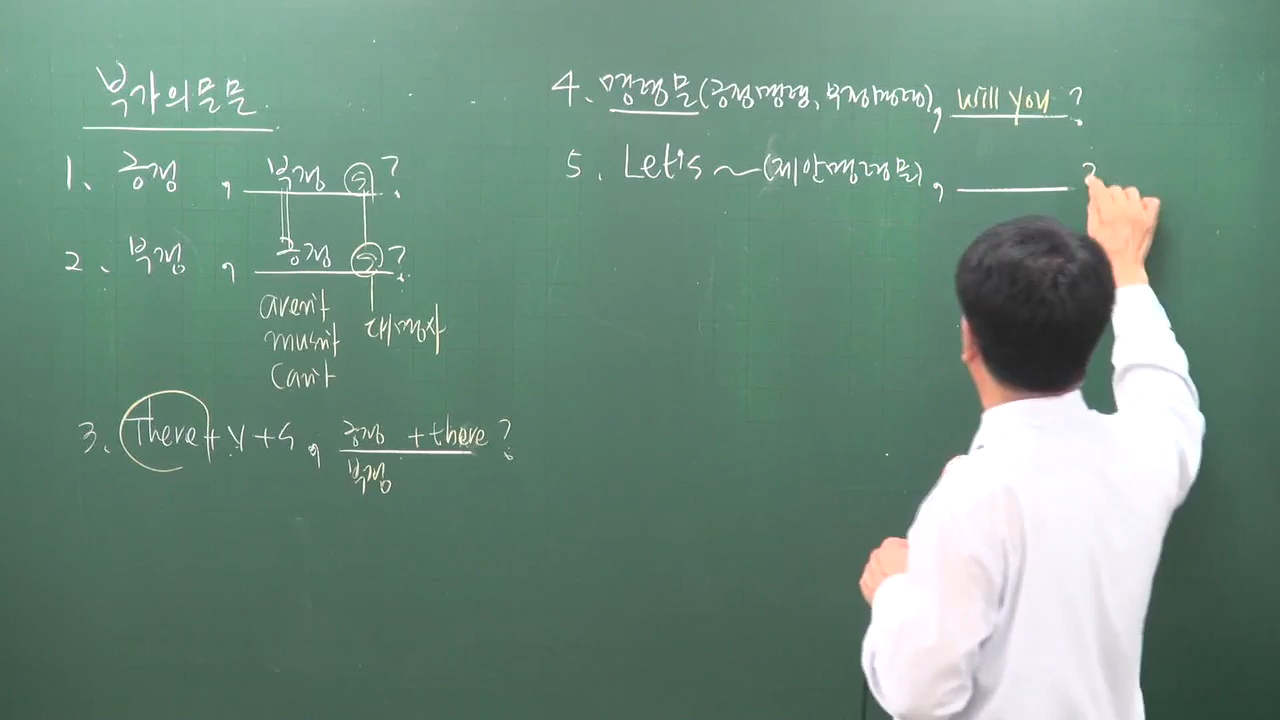 부가의문문
1. 긍정, 부정 ⓢ ?
2. 부정, 긍정 ⓢ ?
aren't
musn't
can't
대명사
3. There + V + S, 긍정 + there ?
부정
4. 명령문 (긍정명령, 부정명령), will you ?
5. Let's ~ (제안명령문), ?